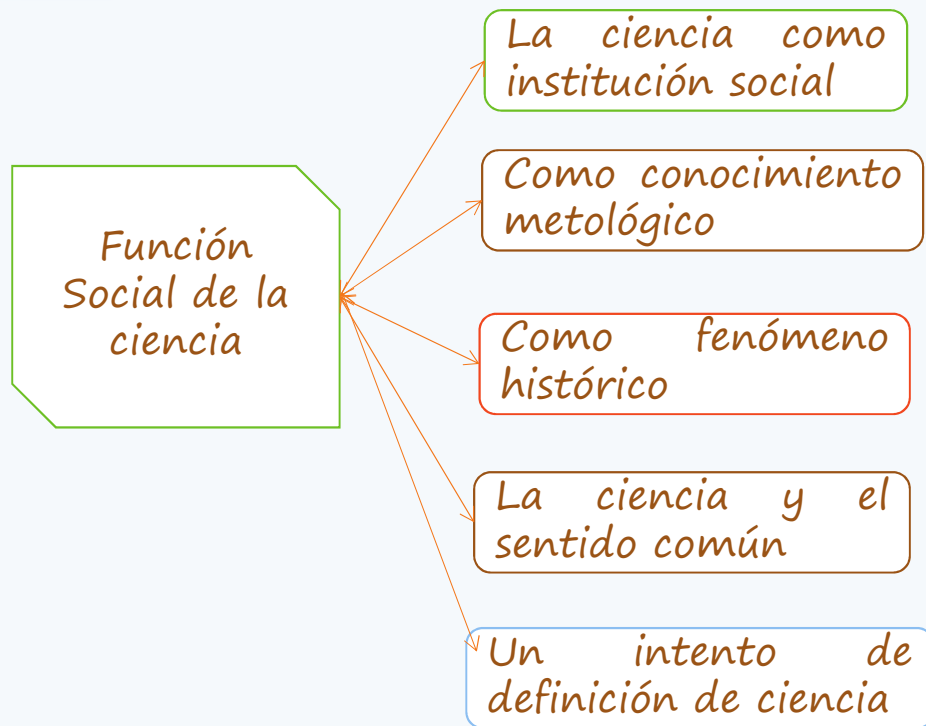 Función
Social de la
ciencia
La ciencia como
institución social
Como conocimiento
metológico
Como fenómeno
histórico
La ciencia y el
sentido común
Un intento de
definición de ciencia